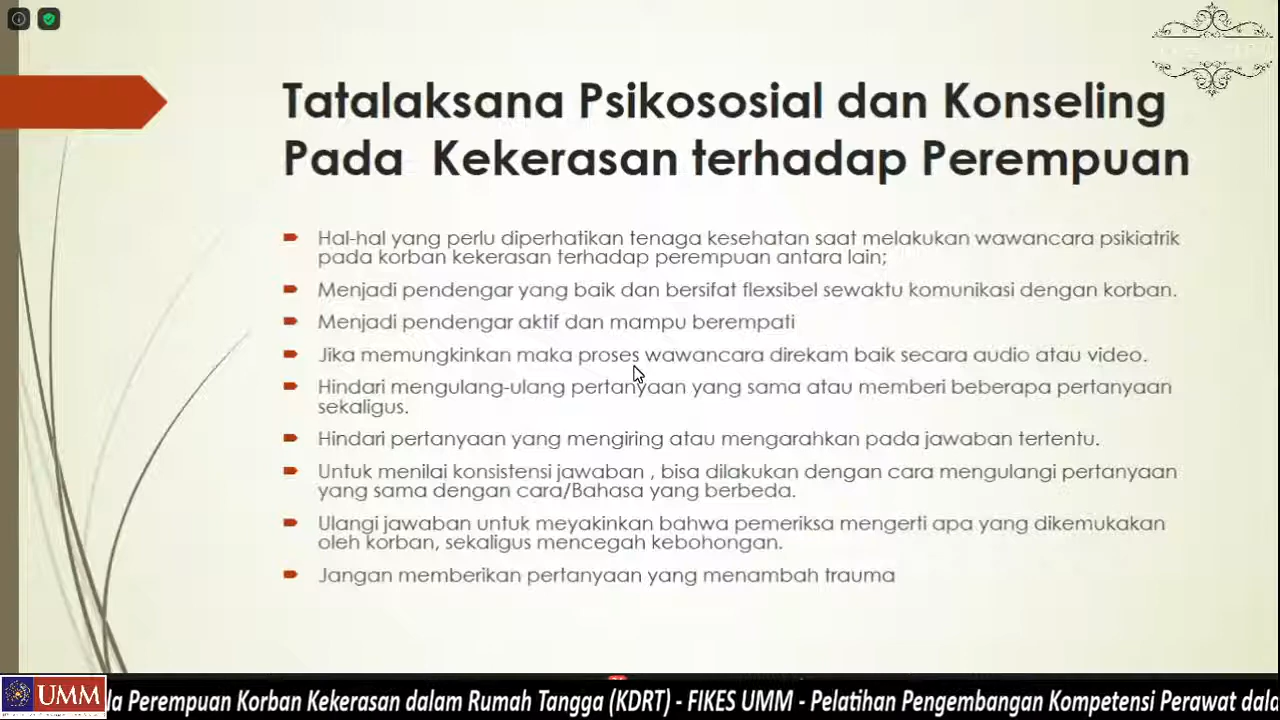 Tatalaksana Psikososial dan Konseling
Pada Kekerasan terhadap Perempuan
Hal-hal yang perlu diperhatikan tenaga kesehatan saat melakukan wawancara psikiatrik
pada korban kekerasan terhadap perempuan antara lain;
Menjadi pendengar yang baik dan bersifat flexsibel sewaktu komunikasi dengan korban.
Menjadi pendengar aktif dan mampu berempati
Jika memungkinkan maka proses wawancara direkam baik secara audio atau video.
Hindari mengulang-ulang pertanyaan yang sama atau memberi beberapa pertanyaan
sekaligus.
Hindari pertanyaan yang mengiring atau mengarahkan pada jawaban tertentu.
Untuk menilai konsistensi jawaban , bisa dilakukan dengan cara mengulangi pertanyaan
yang sama dengan cara/Bahasa yang berbeda.
Ulangi jawaban untuk meyakinkan bahwa pemeriksa mengerti apa yang dikemukakan
oleh korban, sekaligus mencegah kebohongan.
Jangan memberikan pertanyaan yang menambah trauma
UMM
Perempuan Korban Kekerasan dalam Rumah Tangga (KDRT) - FIKES UMM - Pelatihan Pengembangan Kompetensi Perawat